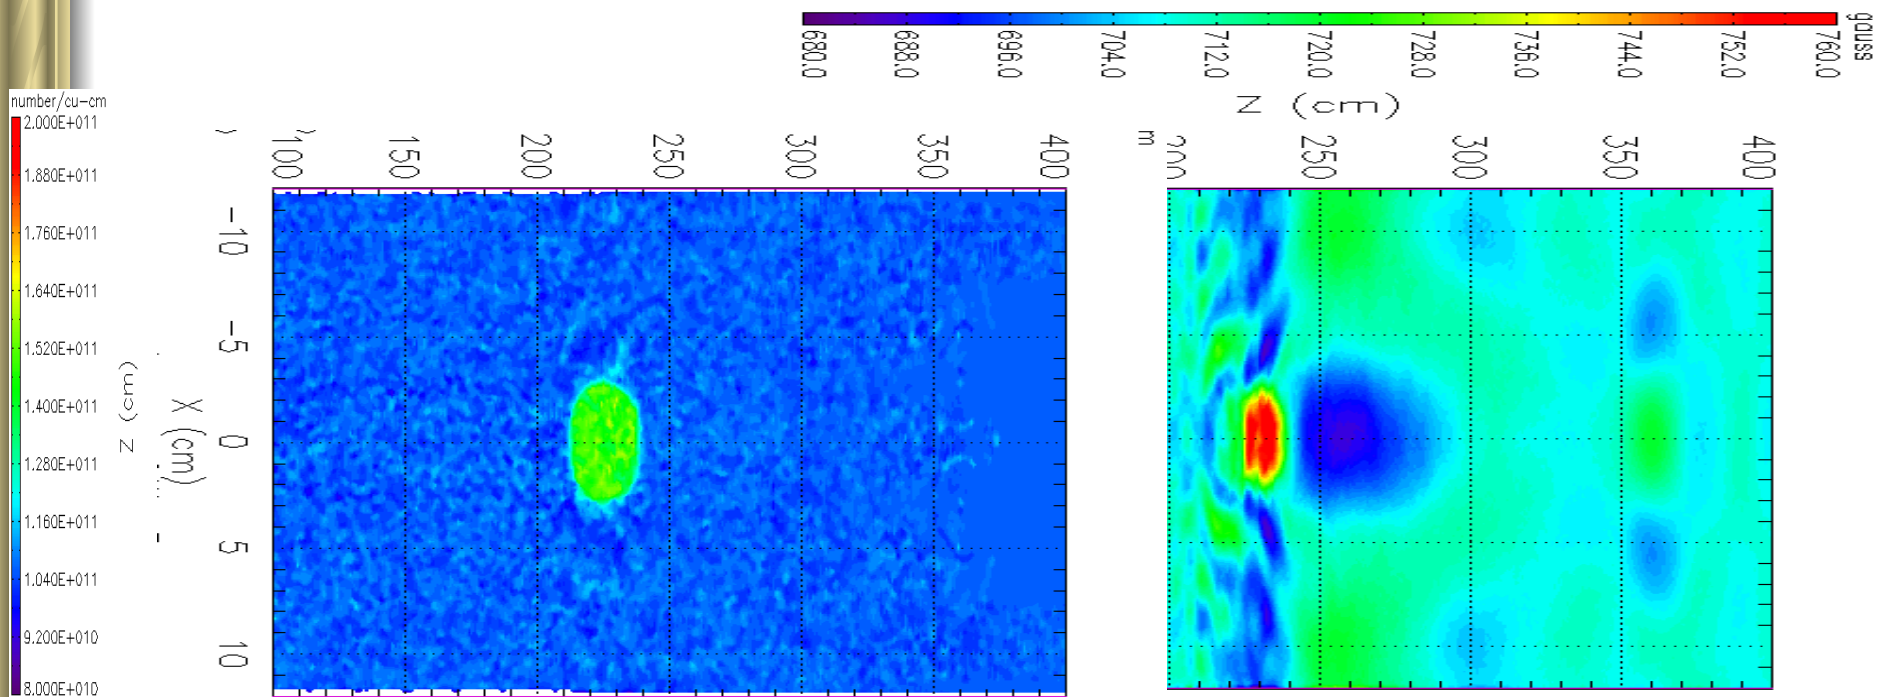 gauss
680.0 688.0 696.0 704.0 712.0 720.0 728.0 736.0 744.0 752.0 760.0
Z (cm)
number/cu-cm
2.000E+011
1.880E+011
1.760E+011
1.640E+011
1.520E+011
1.400E+011
1.280E+011
1.160E+011
1.040E+011
9.200E+010
8.000E+010
Z (cm)
X (cm)
100 150 200 250 300 350 400
-10
-5
0
5
10
m
200 250 300 350 400